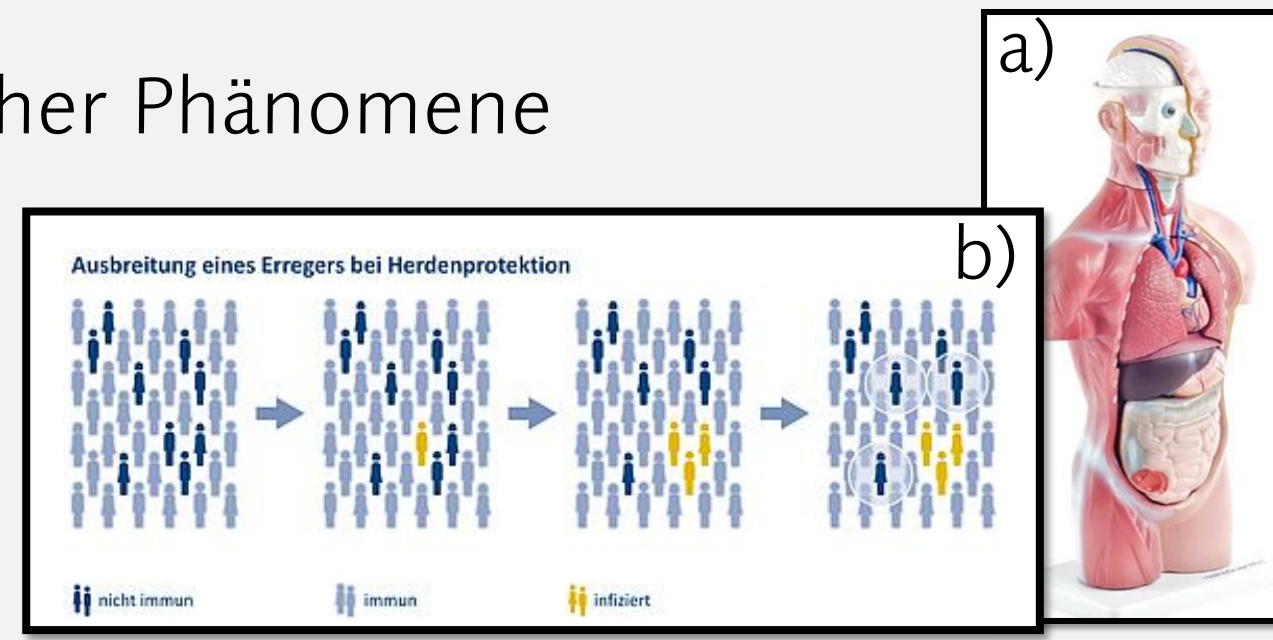 her Phänomene
a)
b)
Ausbreitung eines Erregers bei Herdenprotektion
nicht immun
immun
infiziert